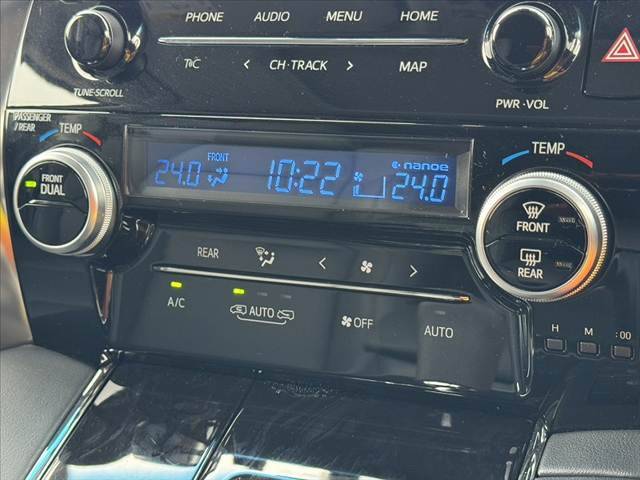 PHONE AUDIO MENU HOME
TUNE·SCROLL
T/C < CH·TRACK > MAP
PWR·VOL
PASSENGER
/REAR
TEMP
FRONT
DUAL
FRONT
24.0 10:22 nanoe 24.0
TEMP
FRONT
REAR
REAR < >
A/C AUTO OFF AUTO
H M :00